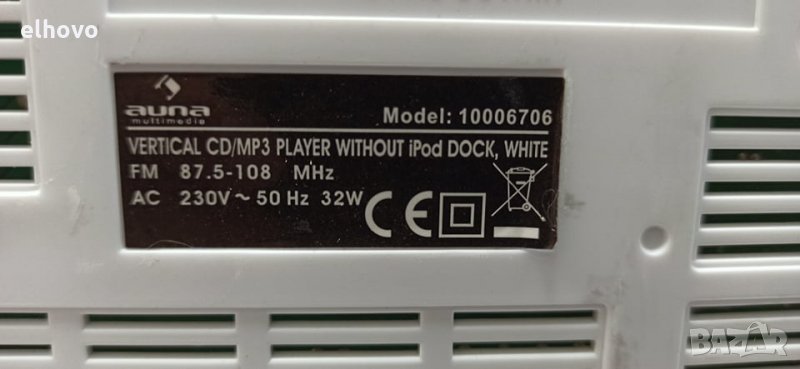 elhovo
auna
multimedia
Model: 10006706
VERTICAL CD/MP3 PLAYER WITHOUT iPod DOCK, WHITE
FM 87.5-108 MHz
AC 230V ~ 50 Hz 32W
CE
BAZAR